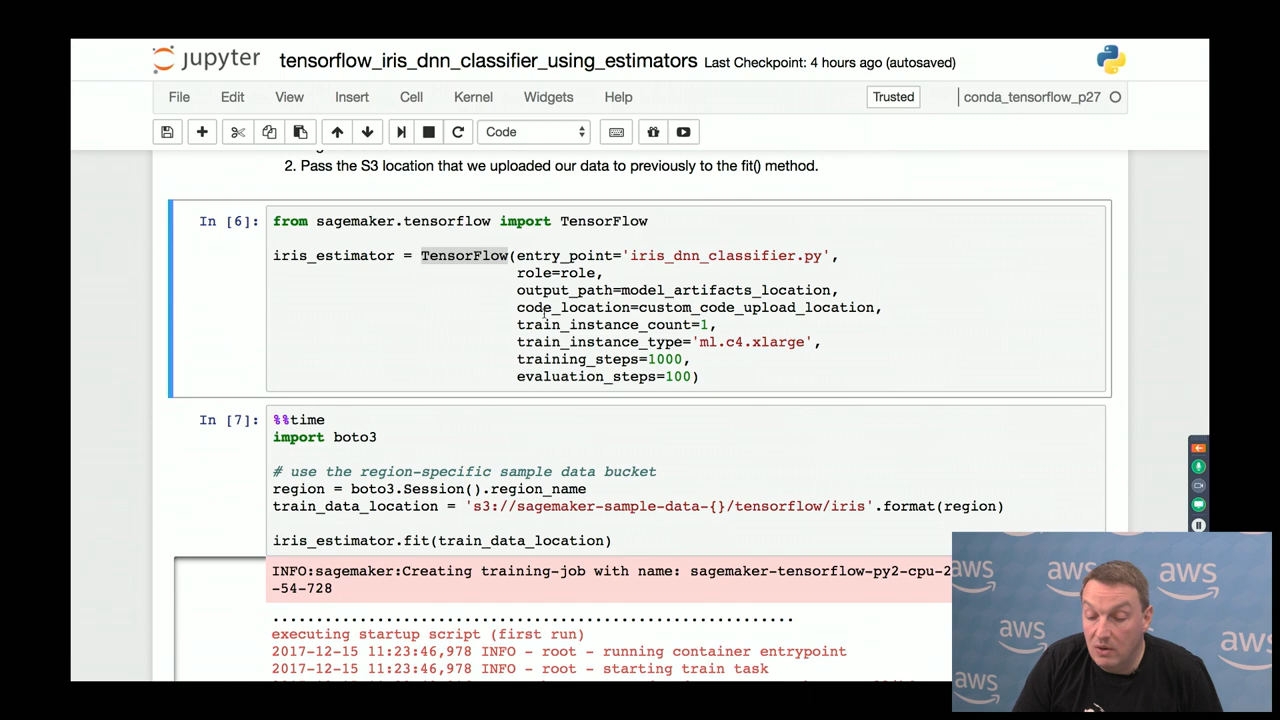 jupyter tensorflow_iris_dnn_classifier_using_estimators Last Checkpoint: 4 hours ago (autosaved)
File Edit View Insert Cell Kernel Widgets Help Trusted conda_tensorflow_p27
Code
2. Pass the S3 location that we uploaded our data to previously to the fit() method.
In [6]: from sagemaker.tensorflow import TensorFlow
iris_estimator = TensorFlow(entry_point='iris_dnn_classifier.py',
role=role,
output_path=model_artifacts_location,
code_location=custom_code_upload_location,
train_instance_count=1,
train_instance_type='ml.c4.xlarge',
training_steps=1000,
evaluation_steps=100)
In [7]: %%time
import boto3
# use the region-specific sample data bucket
region = boto3.Session().region_name
train_data_location = 's3://sagemaker-sample-data-{}/tensorflow/iris'.format(region)
iris_estimator.fit(train_data_location)
INFO:sagemaker:Creating training-job with name: sagemaker-tensorflow-py2-cpu-2
-54-728
............................................................
executing startup script (first run)
2017-12-15 11:23:46,978 INFO - root - running container entrypoint
2017-12-15 11:23:46,978 INFO - root - starting train task
aws aws aws
aws aws
aws aws